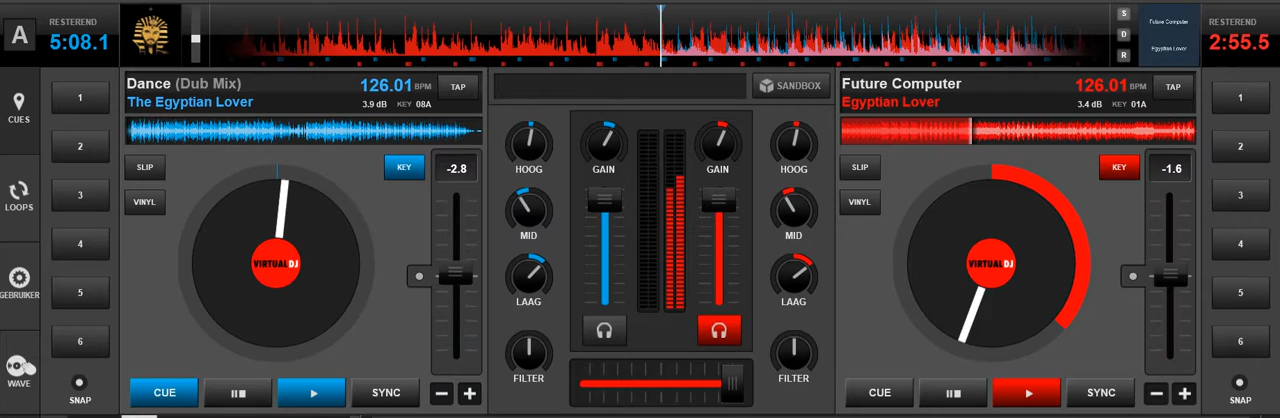 A
RESTEREND
5:08.1
S
D
R
Future Computer
Egyptian Lover
RESTEREND
2:55.5
Dance (Dub Mix)
The Egyptian Lover
126.01 BPM
3.9 dB KEY 08A
TAP
SANDBOX
Future Computer
Egyptian Lover
126.01 BPM
3.4 dB KEY 01A
TAP
CUES
LOOPS
GEBRUIKER
WAVE
1
2
3
4
5
6
SNAP
SLIP
VINYL
KEY
-2.8
VIRTUALDJ
CUE
SYNC
HOOG
MID
LAAG
FILTER
GAIN
GAIN
HOOG
MID
LAAG
FILTER
SLIP
VINYL
KEY
-1.6
VIRTUALDJ
CUE
SYNC
1
2
3
4
5
6
SNAP